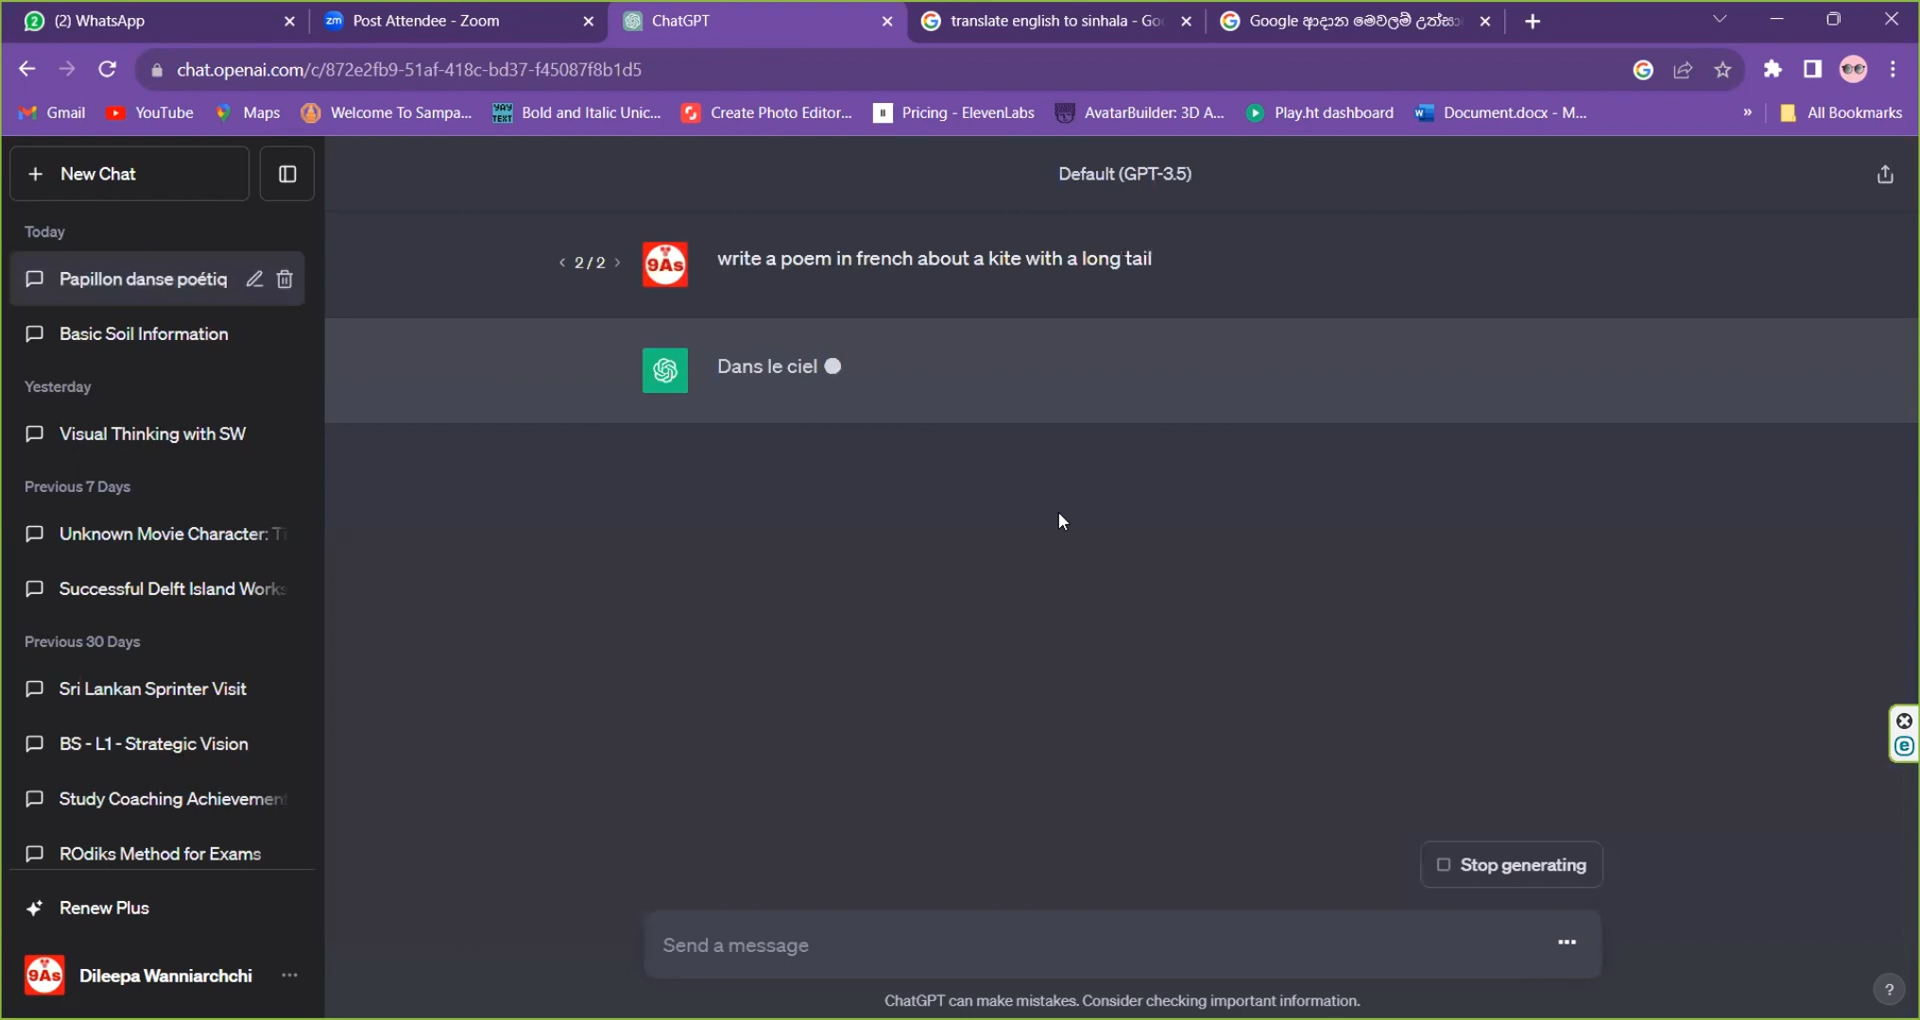 (2) WhatsApp
Post Attendee - Zoom
ChatGPT
translate english to sinhala - Go
Google ආදාන මෙවලම් උත්සා
chat.openai.com/c/872e2fb9-51af-418c-bd37-f45087f8b1d5
Gmail
YouTube
Maps
Welcome To Sampa...
Bold and Italic Unic...
Create Photo Editor...
Pricing - ElevenLabs
AvatarBuilder: 3D A...
Play.ht dashboard
Document.docx - M...
»
All Bookmarks
+ New Chat
Default (GPT-3.5)
Today
Papillon danse poétiq
Basic Soil Information
Yesterday
Visual Thinking with SW
Previous 7 Days
Unknown Movie Character: Ti
Successful Delft Island Works
Previous 30 Days
Sri Lankan Sprinter Visit
BS - L1 - Strategic Vision
Study Coaching Achievement
ROdiks Method for Exams
Renew Plus
9As
Dileepa Wanniarchchi
...
< 2/2 >
9As
write a poem in french about a kite with a long tail
Dans le ciel
Stop generating
Send a message
...
ChatGPT can make mistakes. Consider checking important information.
?